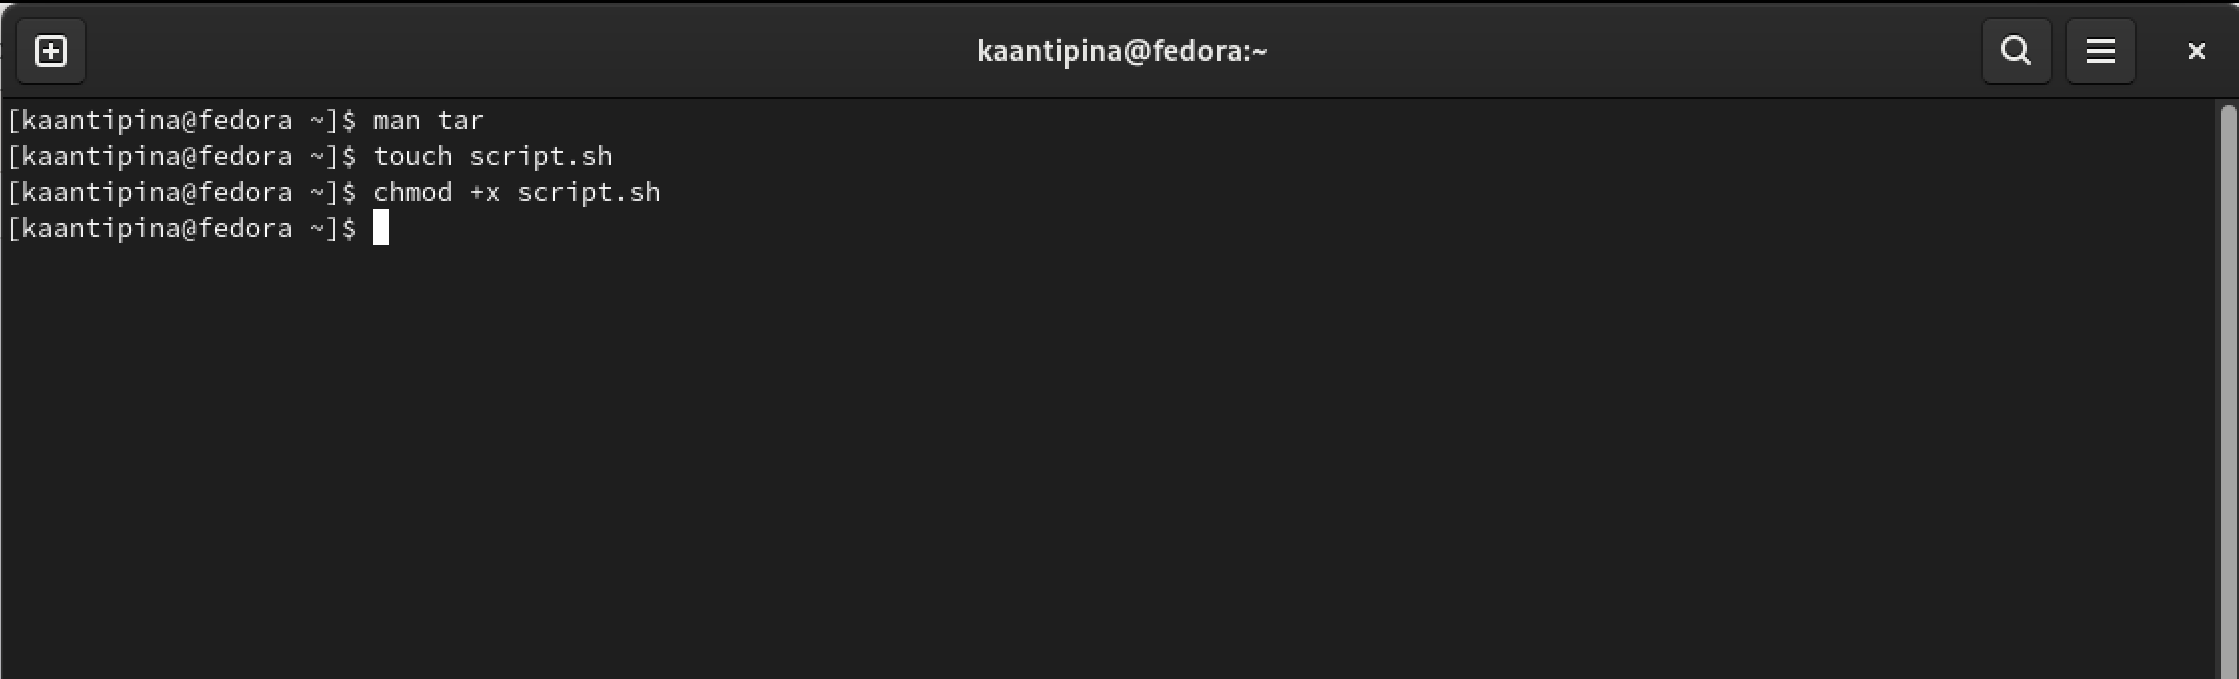 kaantipina@fedora:~
[kaantipina@fedora ~]$ man tar
[kaantipina@fedora ~]$ touch script.sh
[kaantipina@fedora ~]$ chmod +x script.sh
[kaantipina@fedora ~]$